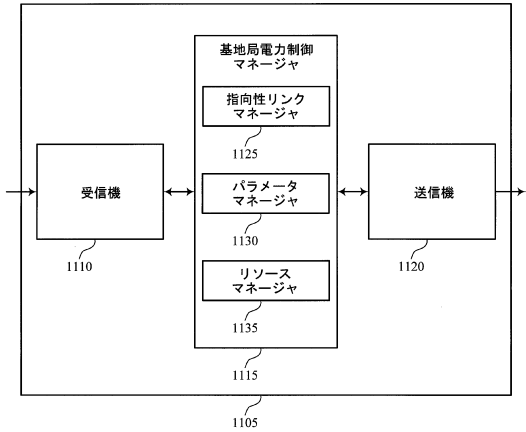 基地局電力制御
マネージャ
指向性リンク
マネージャ
1125
受信機
1110
パラメータ
マネージャ
1130
送信機
1120
リソース
マネージャ
1135
1115
1105